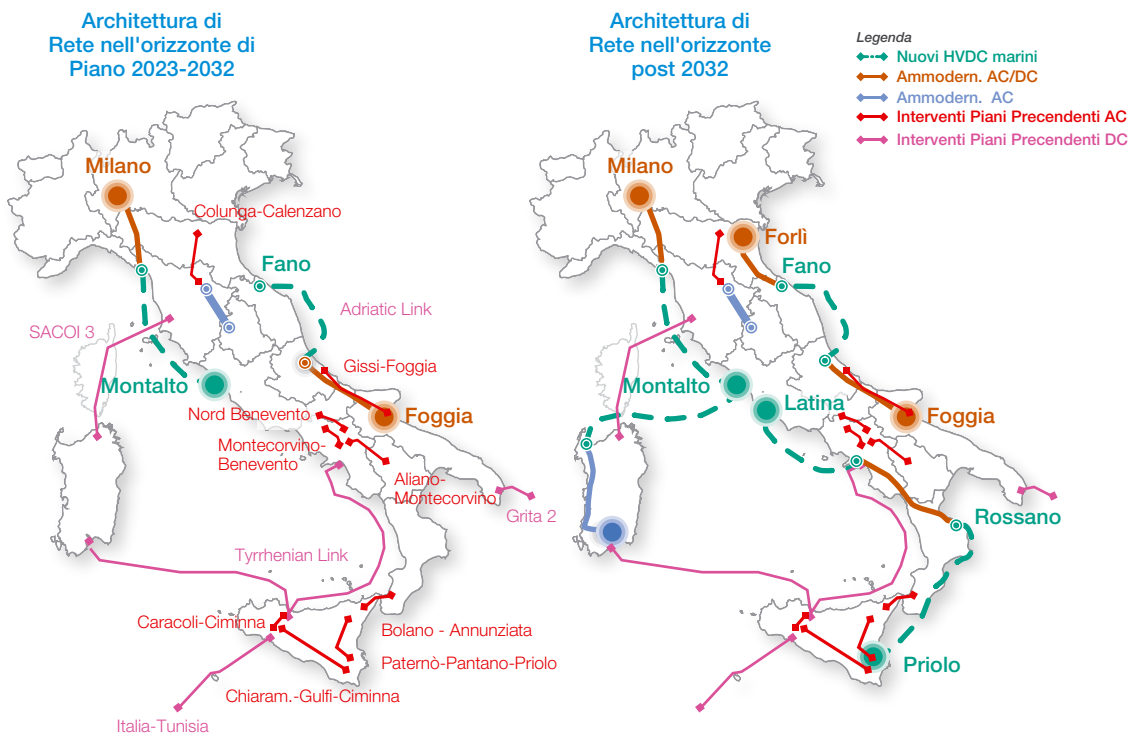 Architettura di
Rete nell'orizzonte di
Piano 2023-2032
Milano
Colunga-Calenzano
Fano
Adriatic Link
SACOI 3
Gissi-Foggia
Montalto
Nord Benevento
Foggia
Montecorvino-
Benevento
Aliano-
Montecorvino
Grita 2
Tyrrhenian Link
Caracoli-Ciminna
Bolano - Annunziata
Paternò-Pantano-Priolo
Chiaram.-Gulfi-Ciminna
Italia-Tunisia
Architettura di
Rete nell'orizzonte
post 2032
Legenda
Nuovi HVDC marini
Ammodern. AC/DC
Ammodern. AC
Interventi Piani Precendenti AC
Interventi Piani Precendenti DC
Milano
Forlì
Fano
Montalto
Latina
Foggia
Rossano
Priolo